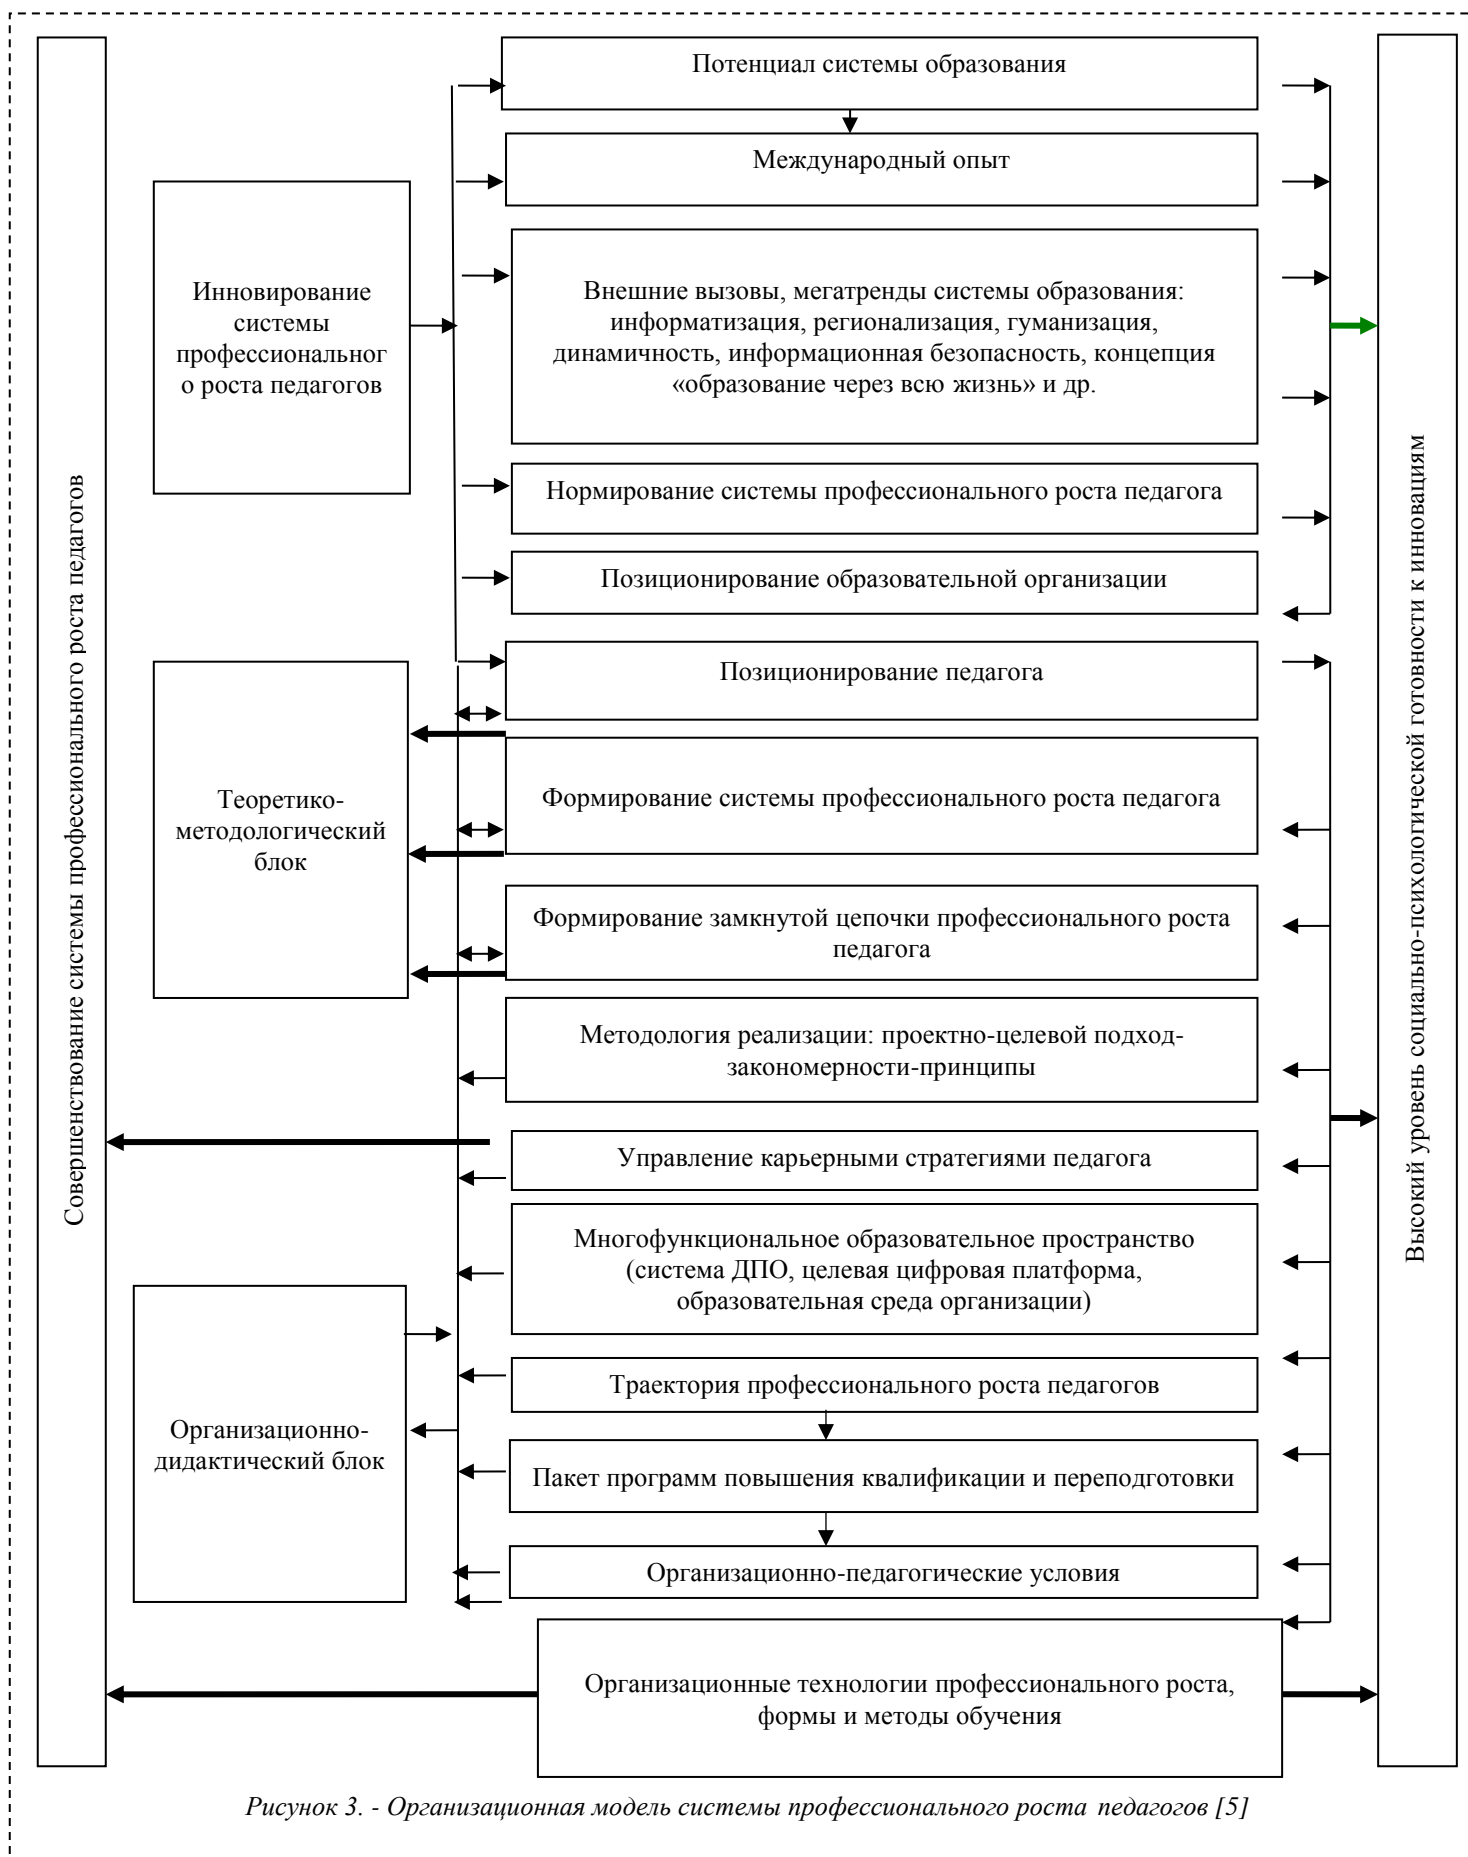 Совершенствование системы профессионального роста педагогов
Потенциал системы образования
Международный опыт
Инновирование
системы
профессиональног
о роста педагогов
Внешние вызовы, мегатренды системы образования:
информатизация, регионализация, гуманизация,
динамичность, информационная безопасность, концепция
«образование через всю жизнь» и др.
Нормирование системы профессионального роста педагога
Позиционирование образовательной организации
Позиционирование педагога
Теоретико-
методологический
блок
Формирование системы профессионального роста педагога
Формирование замкнутой цепочки профессионального роста
педагога
Методология реализации: проектно-целевой подход-
закономерности-принципы
Управление карьерными стратегиями педагога
Многофункциональное образовательное пространство
(система ДПО, целевая цифровая платформа,
образовательная среда организации)
Траектория профессионального роста педагогов
Организационно-
дидактический блок
Пакет программ повышения квалификации и переподготовки
Организационно-педагогические условия
Организационные технологии профессионального роста,
формы и методы обучения
Высокий уровень социально-психологической готовности к инновациям
Рисунок 3. - Организационная модель системы профессионального роста педагогов [5]